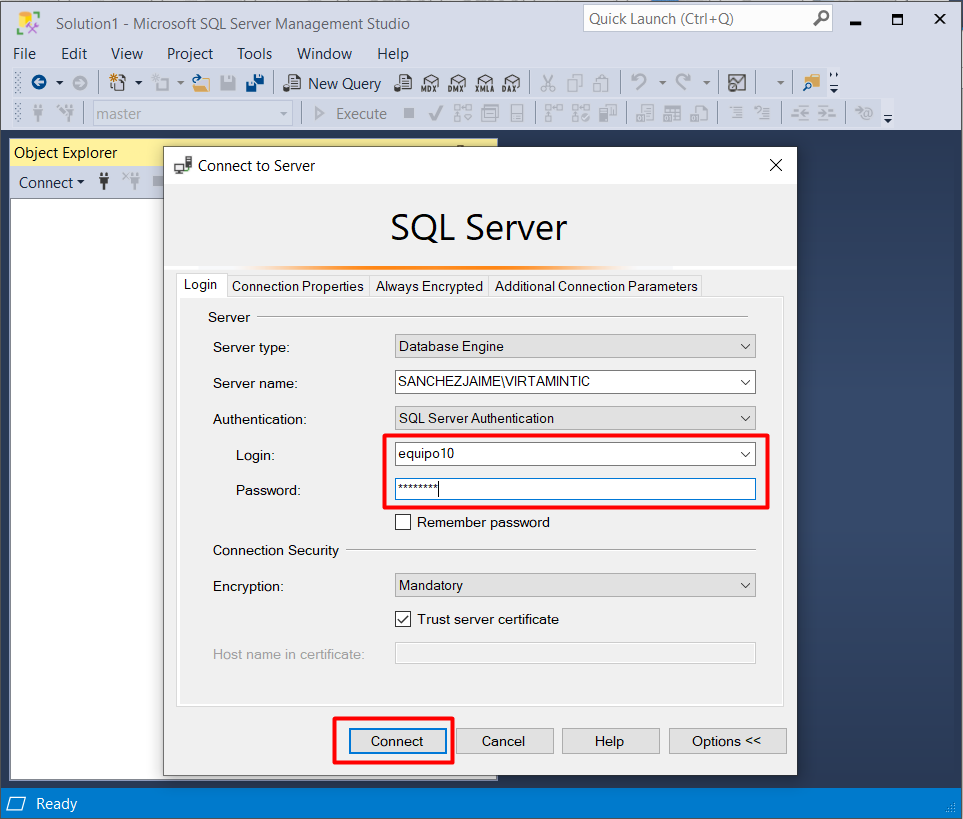 Solution1 - Microsoft SQL Server Management Studio
Quick Launch (Ctrl+Q)
File Edit View Project Tools Window Help
New Query MDX DMX XMLA DAX
master Execute
Object Explorer
Connect
Connect to Server
SQL Server
Login Connection Properties Always Encrypted Additional Connection Parameters
Server
Server type: Database Engine
Server name: SANCHEZJAIME\VIRTAMINTIC
Authentication: SQL Server Authentication
Login: equipo10
Password: ********
Remember password
Connection Security
Encryption: Mandatory
Trust server certificate
Host name in certificate:
Connect Cancel Help Options <<
Ready